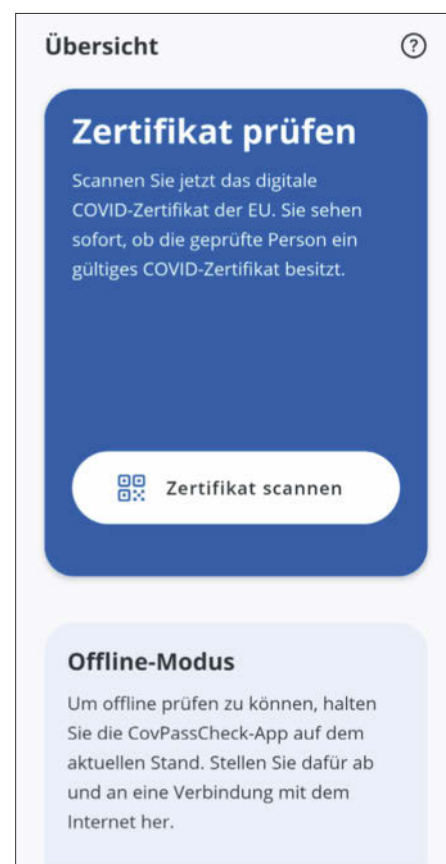 Übersicht
Zertifikat prüfen
Scannen Sie jetzt das digitale
COVID-Zertifikat der EU. Sie sehen
sofort, ob die geprüfte Person ein
gültiges COVID-Zertifikat besitzt.
Zertifikat scannen
Offline-Modus
Um offline prüfen zu können, halten
Sie die CovPassCheck-App auf dem
aktuellen Stand. Stellen Sie dafür ab
und an eine Verbindung mit dem
Internet her.